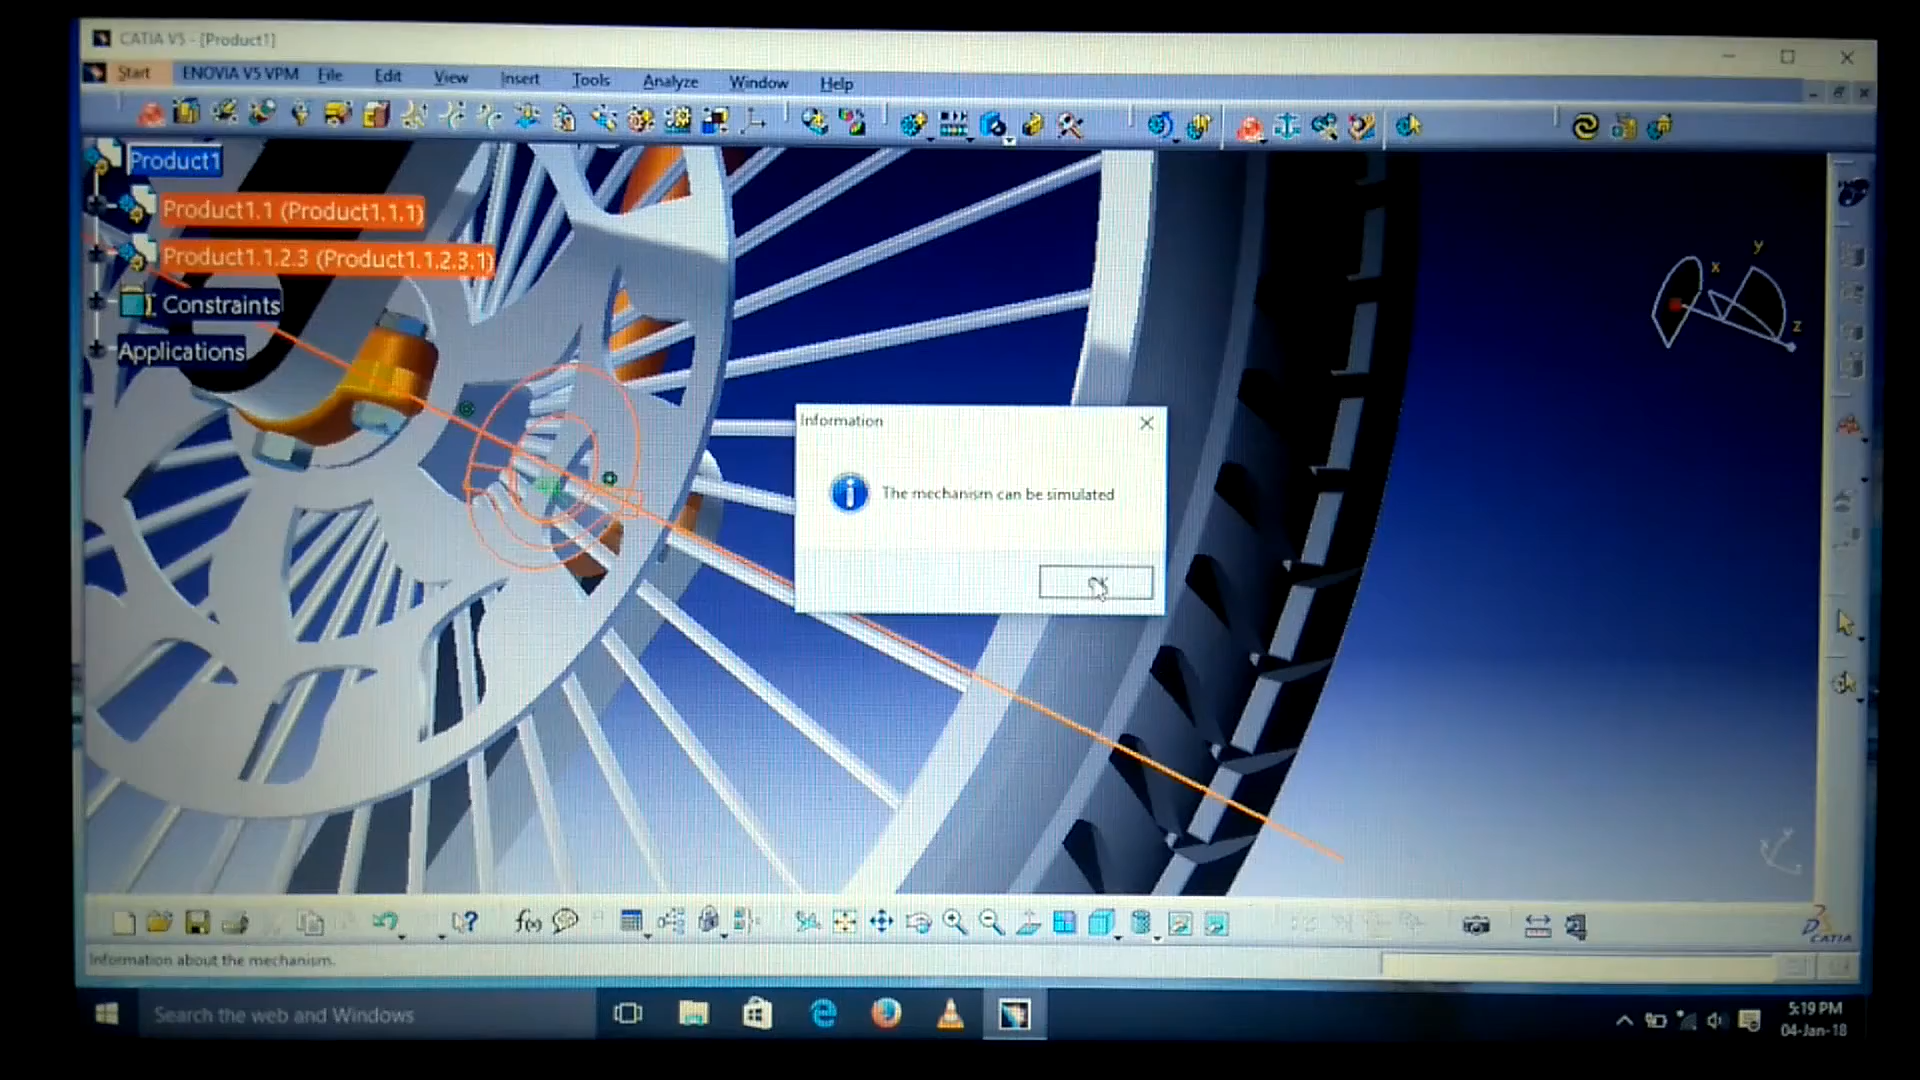 CATIA V5 - [Product1]
Start ENOVIA V5 VPM File Edit View Insert Tools Analyze Window Help
Product1
Product1.1 (Product1.1.1)
Product1.1.2.3 (Product1.1.2.3.1)
Constraints
Applications
y
x
z
Information
The mechanism can be simulated
f(x)
CATIA
Information about the mechanism.
Search the web and Windows
5:19 PM
04-Jan-18